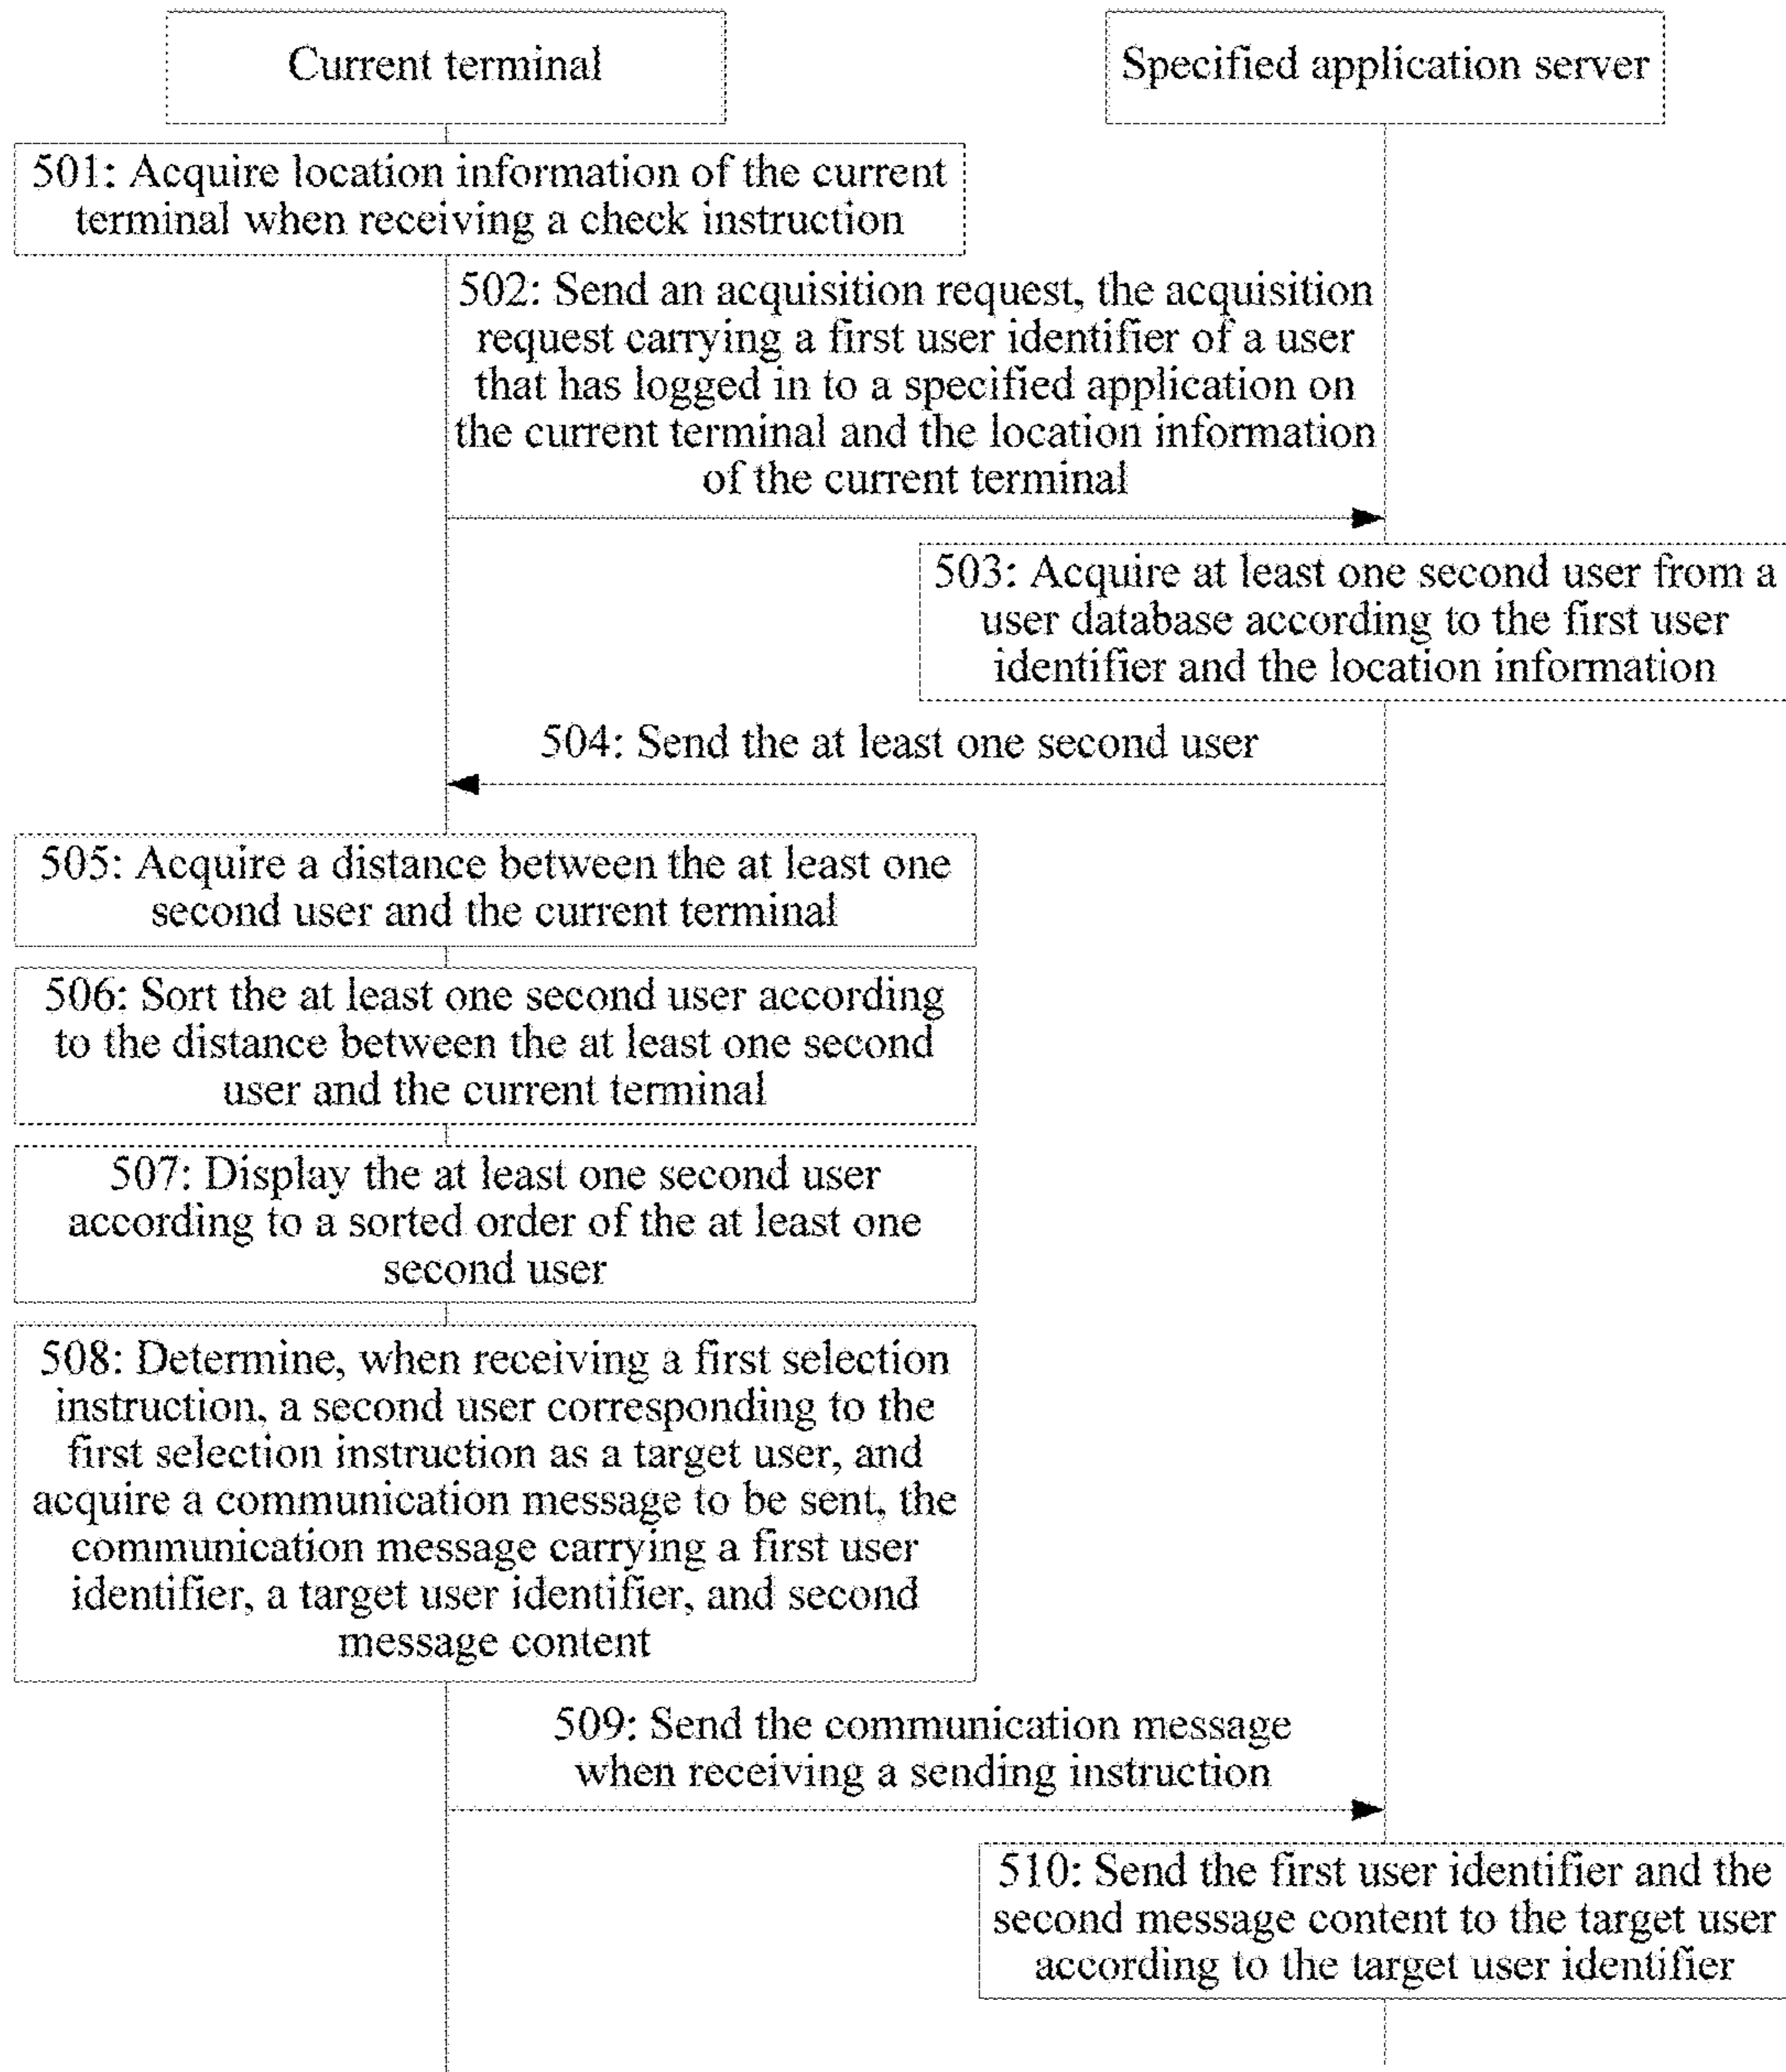 Current terminal
Specified application server
501: Acquire location information of the current
terminal when receiving a check instruction
502: Send an acquisition request, the acquisition
request carrying a first user identifier of a user
that has logged in to a specified application on
the current terminal and the location information
of the current terminal
503: Acquire at least one second user from a
user database according to the first user
identifier and the location information
504: Send the at least one second user
505: Acquire a distance between the at least one
second user and the current terminal
506: Sort the at least one second user according
to the distance between the at least one second
user and the current terminal
507: Display the at least one second user
according to a sorted order of the at least one
second user
508: Determine, when receiving a first selection
instruction, a second user corresponding to the
first selection instruction as a target user, and
acquire a communication message to be sent, the
communication message carrying a first user
identifier, a target user identifier, and second
message content
509: Send the communication message
when receiving a sending instruction
510: Send the first user identifier and the
second message content to the target user
according to the target user identifier